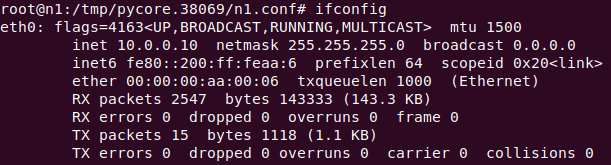 root@n1:/tmp/pycore.38069/n1.conf# ifconfig
eth0: flags=4163<UP,BROADCAST,RUNNING,MULTICAST>  mtu 1500
        inet 10.0.0.10  netmask 255.255.255.0  broadcast 0.0.0.0
        inet6 fe80::200:ff:feaa:6  prefixlen 64  scopeid 0x20<link>
        ether 00:00:00:aa:00:06  txqueuelen 1000  (Ethernet)
        RX packets 2547  bytes 143333 (143.3 KB)
        RX errors 0  dropped 0  overruns 0  frame 0
        TX packets 15  bytes 1118 (1.1 KB)
        TX errors 0  dropped 0 overruns 0  carrier 0  collisions 0